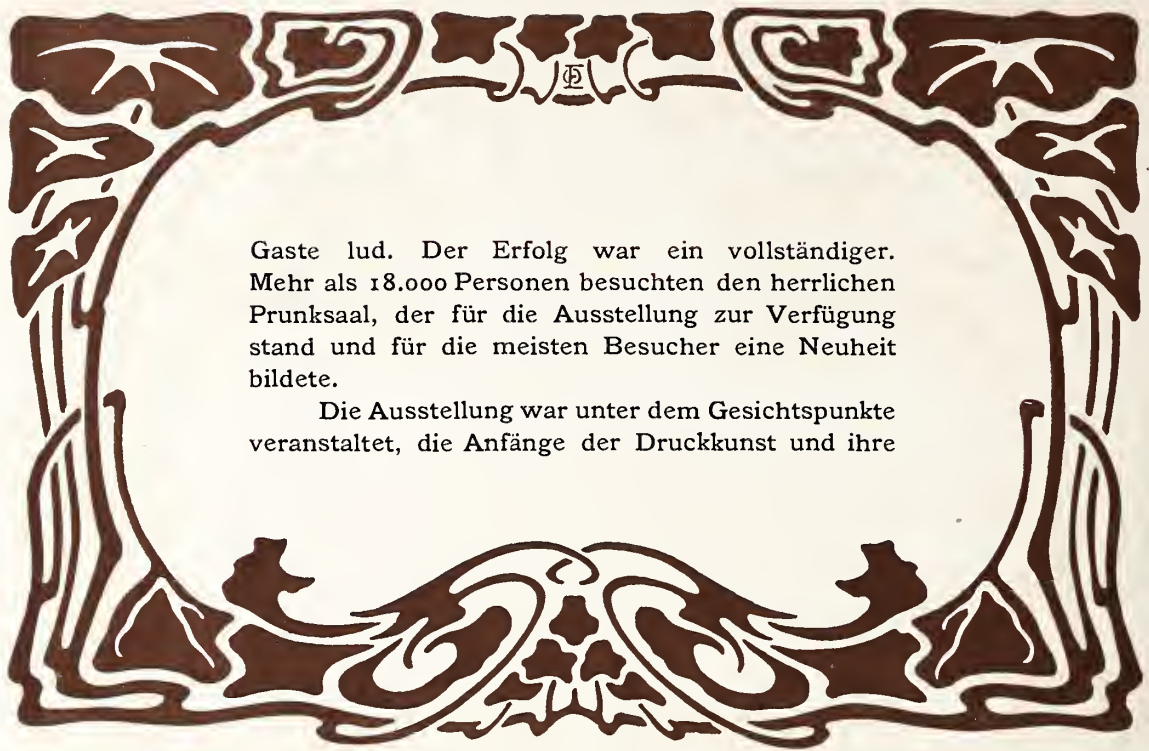 Gaste lud. Der Erfolg war ein vollständiger.
Mehr als 18.000 Personen besuchten den herrlichen
Prunksaal, der für die Ausstellung zur Verfügung
stand und für die meisten Besucher eine Neuheit
bildete.
Die Ausstellung war unter dem Gesichtspunkte
veranstaltet, die Anfänge der Druckkunst und ihre